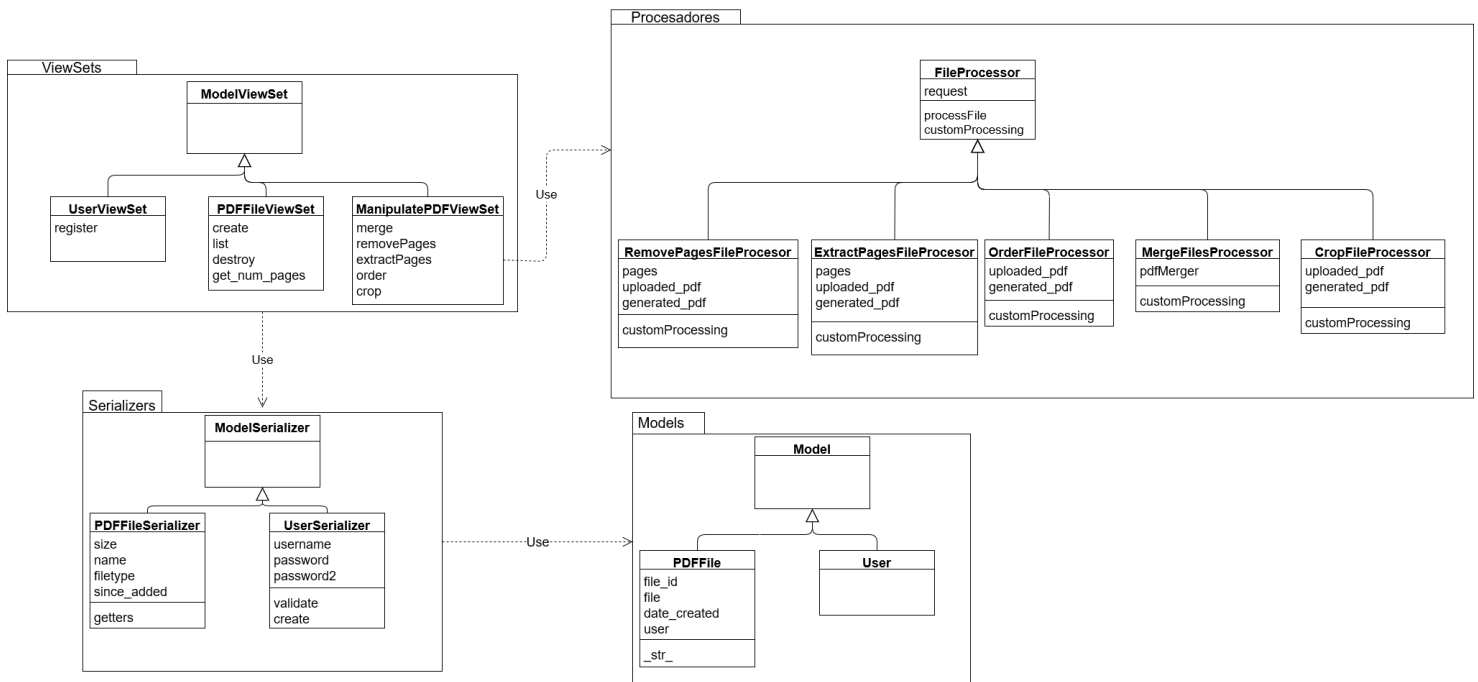 Procesadores
FileProcessor
request
processFile
customProcessing
ViewSets
ModelViewSet
UserViewSet
register
PDFFileViewSet
create
list
destroy
get_num_pages
ManipulatePDFViewSet
merge
removePages
extractPages
order
crop
Use
RemovePagesFileProcesor
pages
uploaded_pdf
generated_pdf
customProcessing
ExtractPagesFileProcesor
pages
uploaded_pdf
generated_pdf
customProcessing
OrderFileProcessor
uploaded_pdf
generated_pdf
customProcessing
MergeFilesProcessor
pdfMerger
customProcessing
CropFileProcessor
uploaded_pdf
generated_pdf
customProcessing
Use
Serializers
ModelSerializer
PDFFileSerializer
size
name
filetype
since_added
getters
UserSerializer
username
password
password2
validate
create
Use
Models
Model
PDFFile
file_id
file
date_created
user
_str_
User